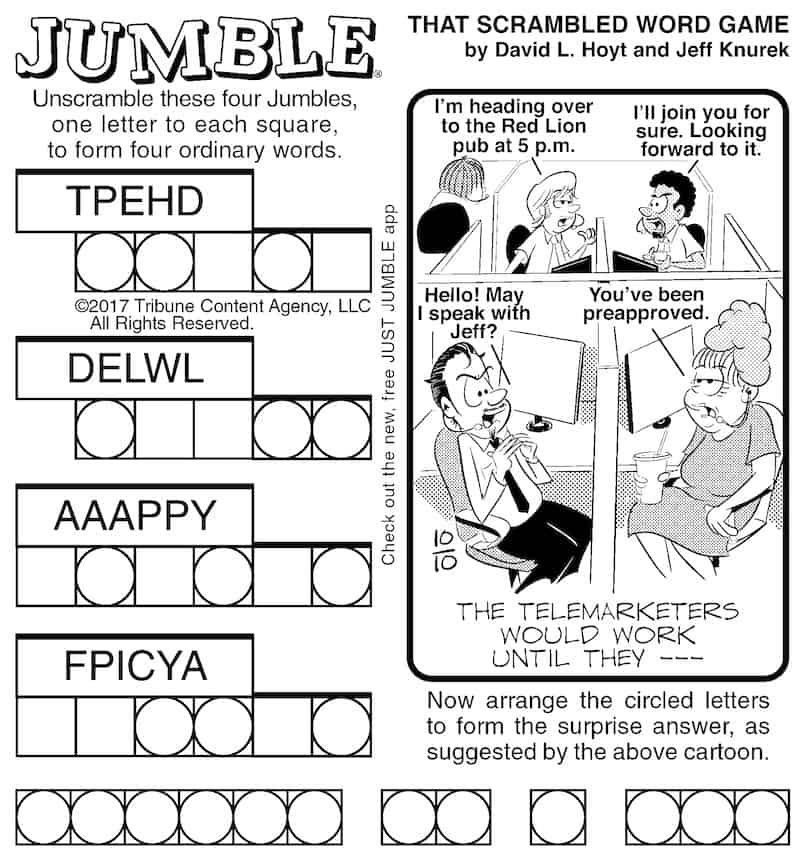 JUMBLE®
THAT SCRAMBLED WORD GAME
by David L. Hoyt and Jeff Knurek
Unscramble these four Jumbles,
one letter to each square,
to form four ordinary words.
TPEHD
©2017 Tribune Content Agency, LLC
All Rights Reserved.
DELWL
AAAPPY
FPICYA
Check out the new, free JUST JUMBLE app
I'm heading over
to the Red Lion
pub at 5 p.m.
I'll join you for
sure. Looking
forward to it.
Hello! May
I speak with
Jeff?
You've been
preapproved.
10
10
THE TELEMARKETERS
WOULD WORK
UNTIL THEY ---
Now arrange the circled letters
to form the surprise answer, as
suggested by the above cartoon.